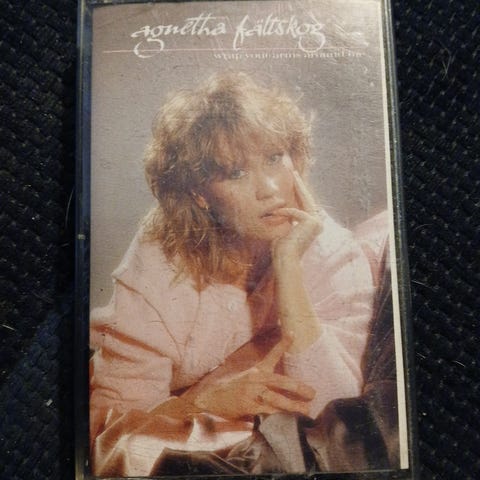 agnetha fältskog
wrap your arms around me